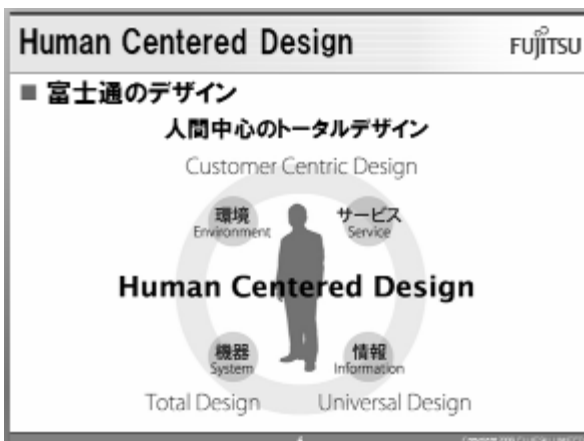 Human Centered Design
FUJITSU
■ 富士通のデザイン
人間中心のトータルデザイン
Customer Centric Design
環境
Environment
サービス
Service
Human Centered Design
機器
System
情報
Information
Total Design
Universal Design